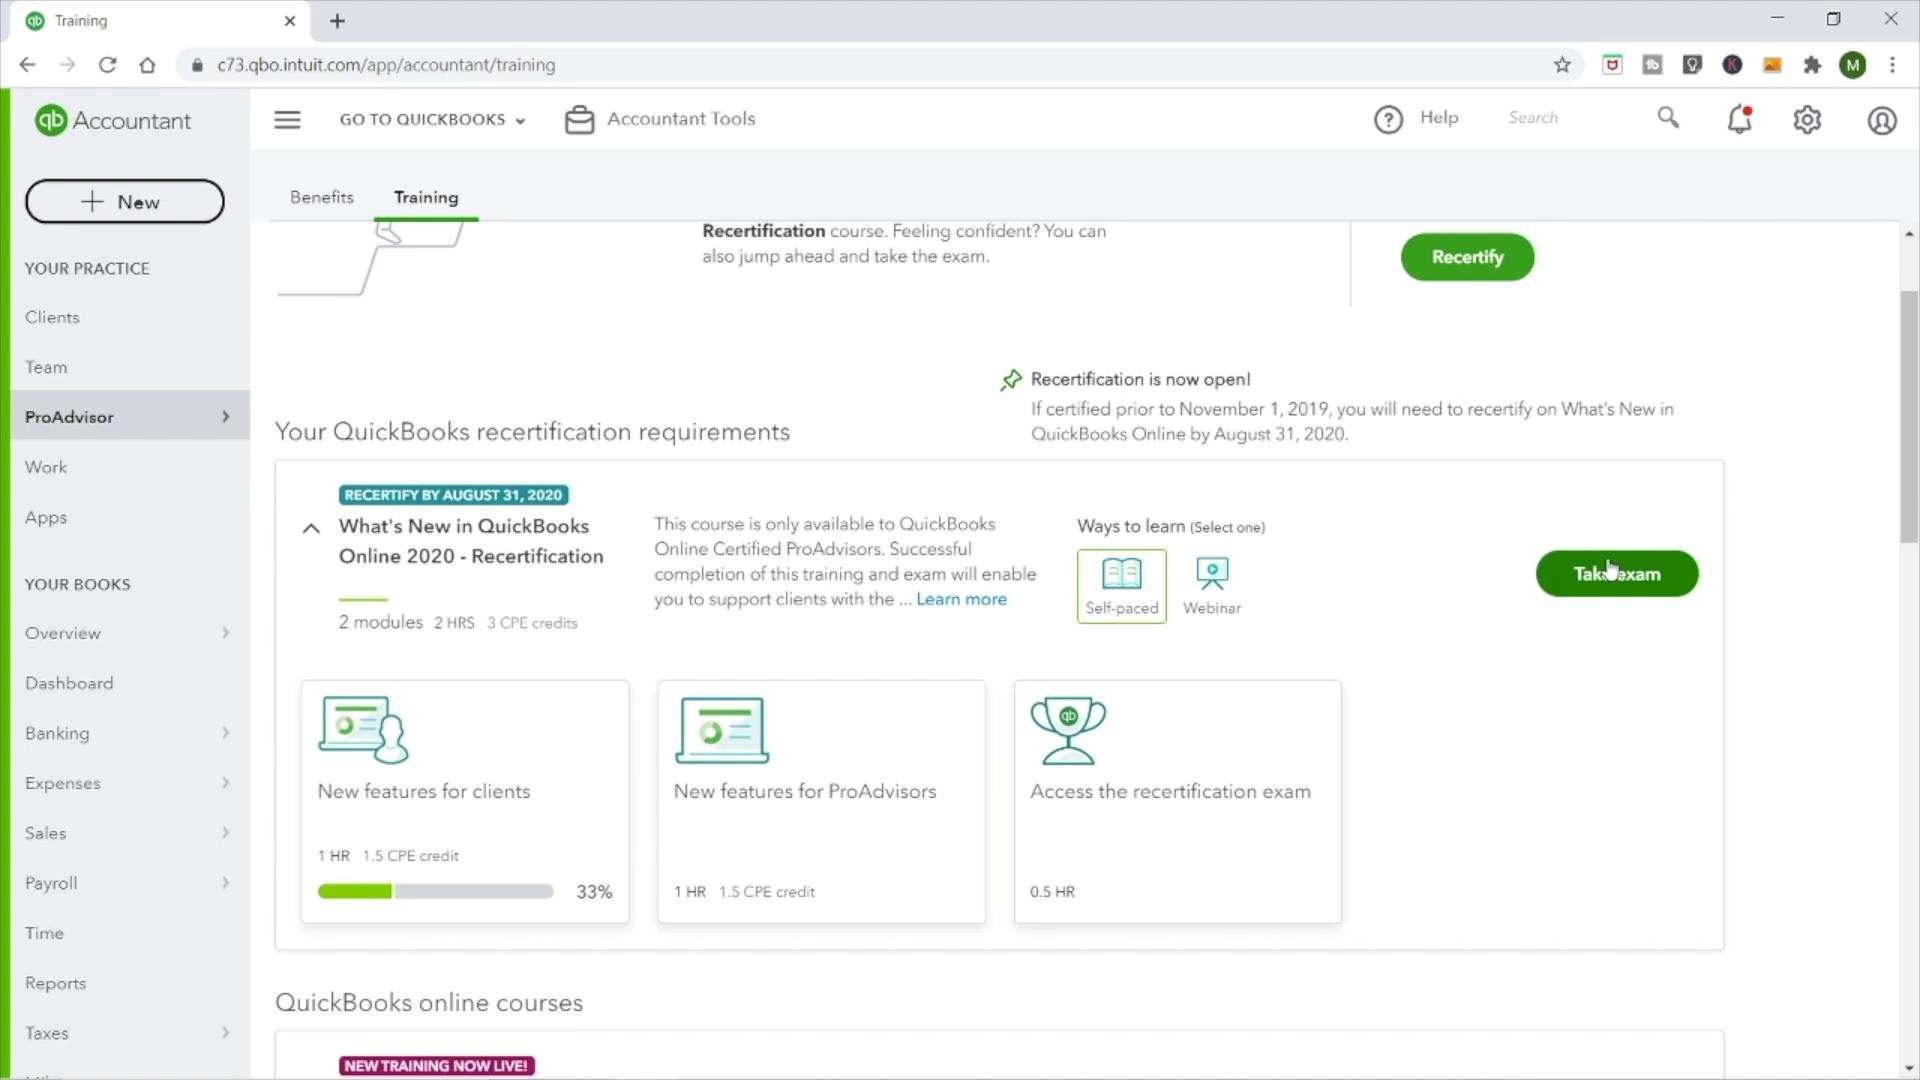 Training
c73.qbo.intuit.com/app/accountant/training
M
qb Accountant
GO TO QUICKBOOKS
Accountant Tools
Help
Search
New
Benefits
Training
YOUR PRACTICE
Clients
Team
ProAdvisor
Work
Apps
YOUR BOOKS
Overview
Dashboard
Banking
Expenses
Sales
Payroll
Time
Reports
Taxes
Recertification course. Feeling confident? You can
also jump ahead and take the exam.
Recertify
Recertification is now open!
If certified prior to November 1, 2019, you will need to recertify on What's New in
QuickBooks Online by August 31, 2020.
Your QuickBooks recertification requirements
RECERTIFY BY AUGUST 31, 2020
What's New in QuickBooks
Online 2020 - Recertification
2 modules 2 HRS 3 CPE credits
This course is only available to QuickBooks
Online Certified ProAdvisors. Successful
completion of this training and exam will enable
you to support clients with the ... Learn more
Ways to learn (Select one)
Self-paced
Webinar
Take exam
New features for clients
1 HR 1.5 CPE credit
33%
New features for ProAdvisors
1 HR 1.5 CPE credit
qb
Access the recertification exam
0.5 HR
QuickBooks online courses
NEW TRAINING NOW LIVE!